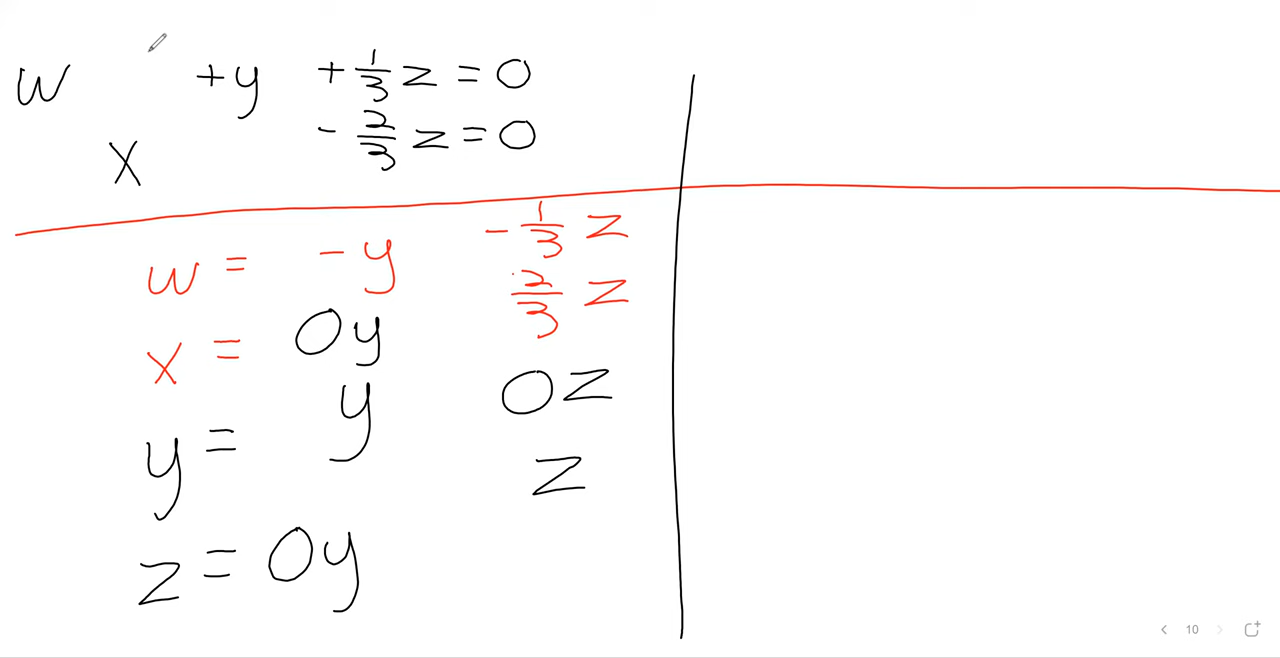 w +y +1/3 z = 0
x - 2/3 z = 0
w = -y -1/3 z
x = 0y 2/3 z
y = y 0z
z = 0y z
< 10 >